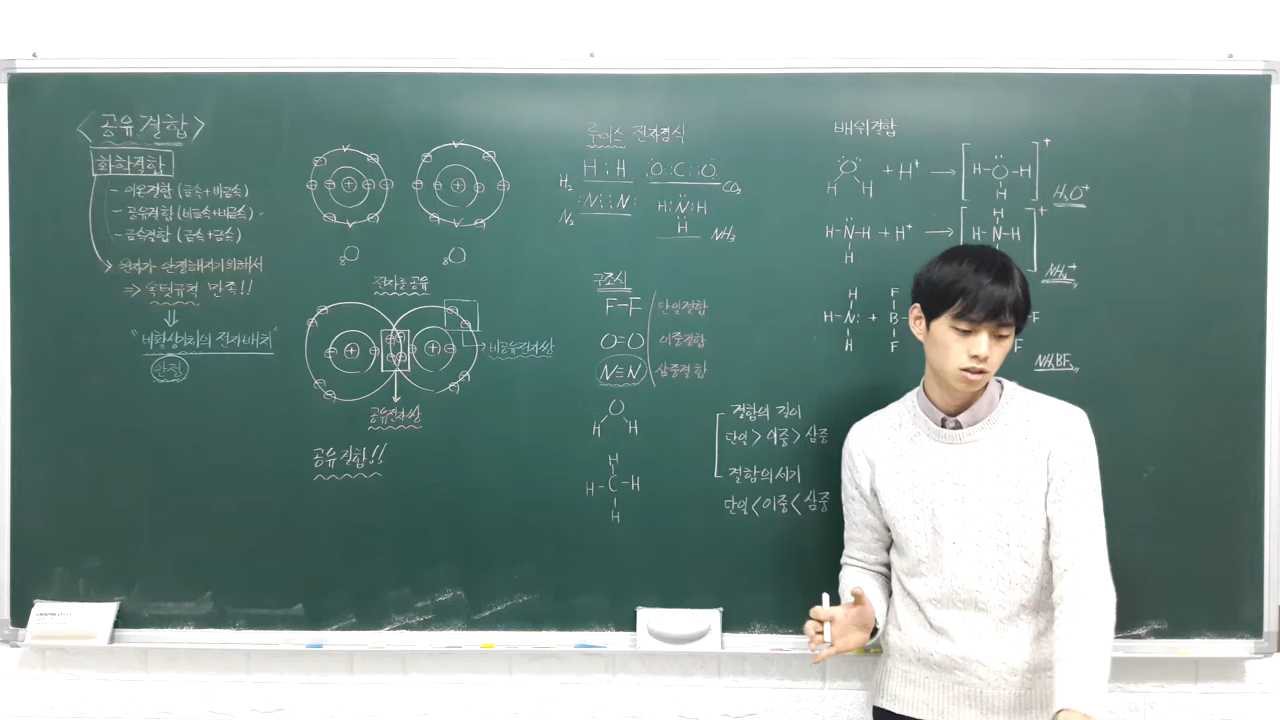 <공유결합>
화학결합
- 이온결합 (금속+비금속)
- 공유결합 (비금속+비금속)
- 금속결합 (금속+금속)
원자가 안정해지기위해서
⇒ 옥텟규칙 만족!!
⇓
"비활성기체의 전자배치"
안정
₈O
₈O
전자를 공유
비공유전자쌍
공유전자쌍
공유결합!!
루이스 전자점식
H:H
H₂
:O::C::O:
CO₂
N₂
H:N:H
H
NH₃
구조식
F-F 단일결합
O=O 이중결합
N≡N 삼중결합
O
H H
H
H-C-H
H
결합의 길이
단일 > 이중 > 삼중
결합의 세기
단일 < 이중 < 삼중
배위결합
O
H H
+ H⁺ →
[H-O-H]⁺
H
H₃O⁺
H-N-H + H⁺ →
H
H
[H-N-H]⁺
NH₄⁺
H F
H-N: + B-
H F
F
F
NH₃BF₃